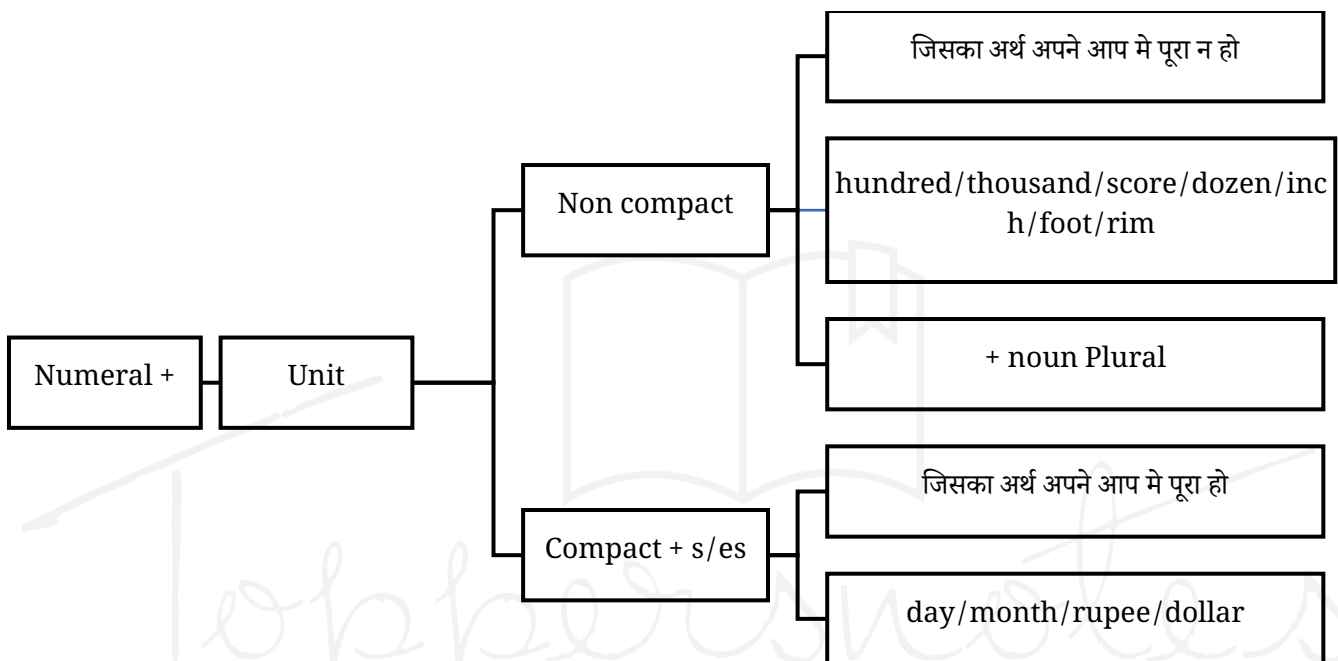 जिसका अर्थ अपने आप मे पूरा न हो
Non compact
hundred/thousand/score/dozen/inc
h/foot/rim
Numeral +
Unit
+ noun Plural
जिसका अर्थ अपने आप मे पूरा हो
Compact + s/es
day/month/rupee/dollar
Toppersnotes